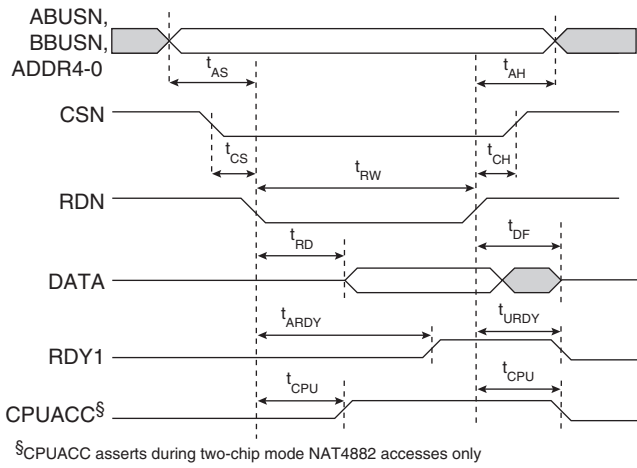 ABUSN,
BBUSN,
ADDR4-0
tAS
tAH
CSN
tCS
tRW
tCH
RDN
tRD
tDF
DATA
tARDY
tURDY
RDY1
tCPU
tCPU
CPUACC§
§CPUACC asserts during two-chip mode NAT4882 accesses only